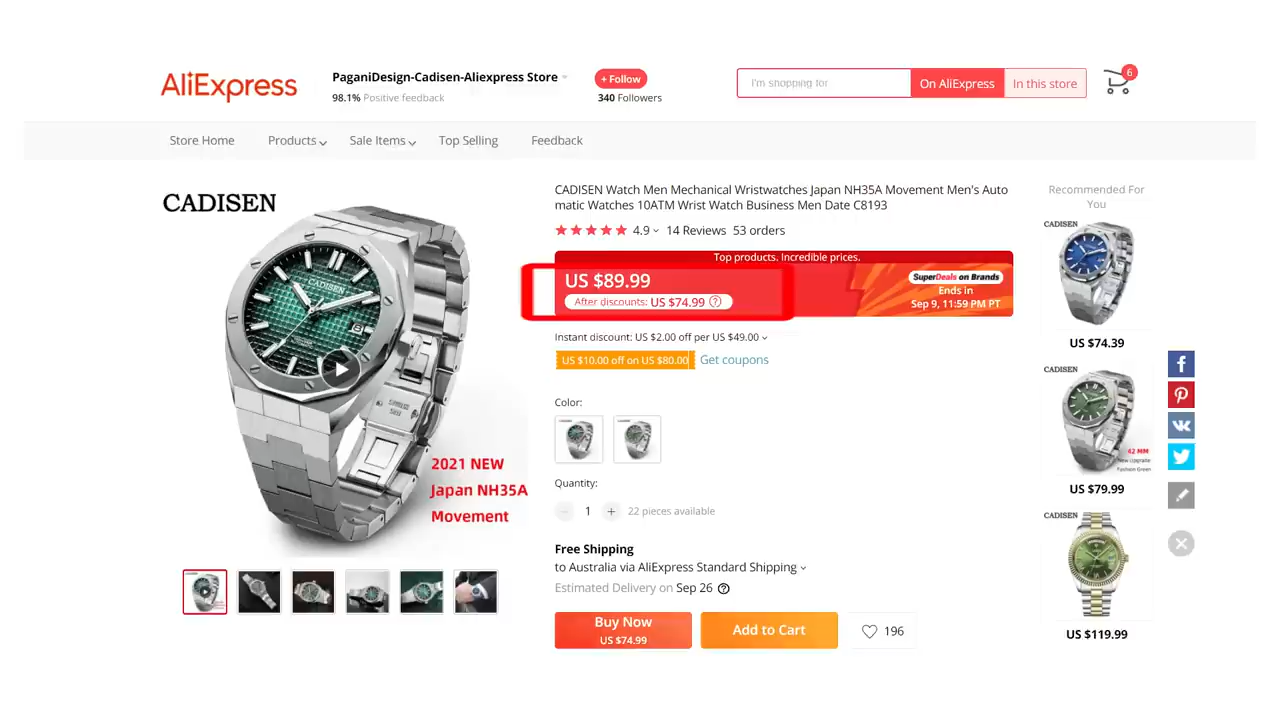 AliExpress
PaganiDesign-Cadisen-Aliexpress Store
98.1% Positive feedback
+ Follow
340 Followers
I'm shopping for
On AliExpress
In this store
6
Store Home
Products
Sale Items
Top Selling
Feedback
CADISEN
CADISEN
2021 NEW
Japan NH35A
Movement
CADISEN Watch Men Mechanical Wristwatches Japan NH35A Movement Men's Auto
matic Watches 10ATM Wrist Watch Business Men Date C8193
4.9
14 Reviews
53 orders
Top products. Incredible prices.
US $89.99
After discounts: US $74.99 ?
SuperDeals on Brands
Ends in
Sep 9, 11:59 PM PT
Instant discount: US $2.00 off per US $49.00
US $10.00 off on US $80.00
Get coupons
Color:
Quantity:
− 1 +
22 pieces available
Free Shipping
to Australia via AliExpress Standard Shipping
Estimated Delivery on Sep 26 ?
Buy Now
US $74.99
Add to Cart
196
Recommended For
You
CADISEN
US $74.39
CADISEN
62 MM
New Upgrade
Fashion Green
US $79.99
CADISEN
US $119.99